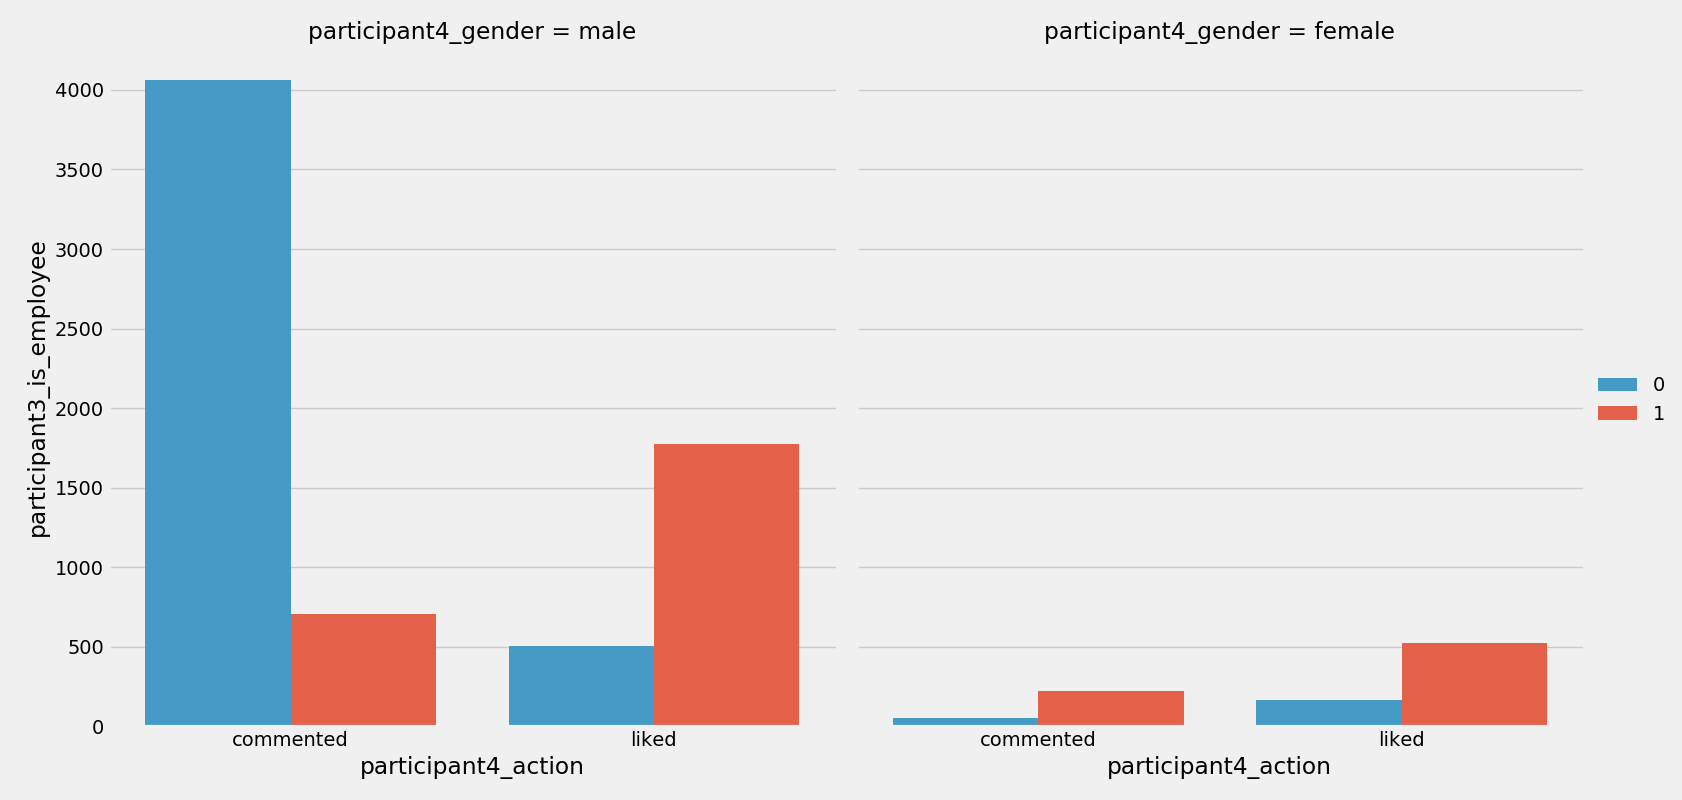 participant4_gender = male
participant4_gender = female
participant3_is_employee
4000
3500
3000
2500
2000
1500
1000
500
0
commented
liked
commented
liked
participant4_action
participant4_action
0
1